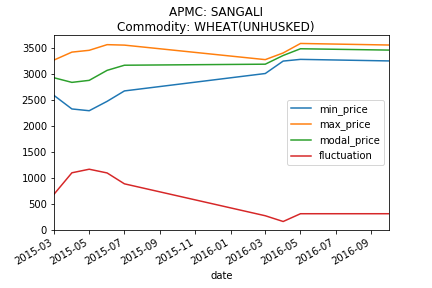 APMC: SANGALI
Commodity: WHEAT(UNHUSKED)
3500
3000
2500
2000
1500
1000
500
0
min_price
max_price
modal_price
fluctuation
2015-03
2015-05
2015-07
2015-09
2015-11
2016-01
2016-03
2016-05
2016-07
2016-09
date